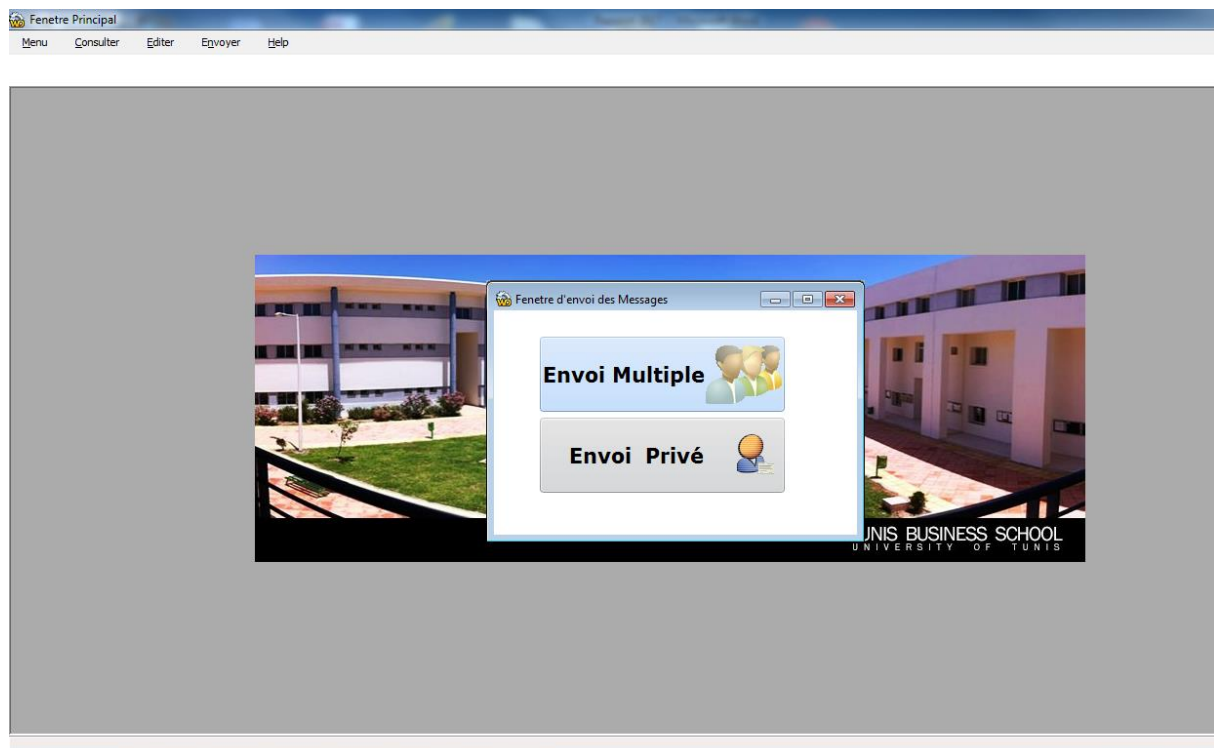 Fenetre Principal
Menu Consulter Editer Envoyer Help
Fenetre d'envoi des Messages
Envoi Multiple
Envoi Privé
UNIS BUSINESS SCHOOL
UNIVERSITY OF TUNIS